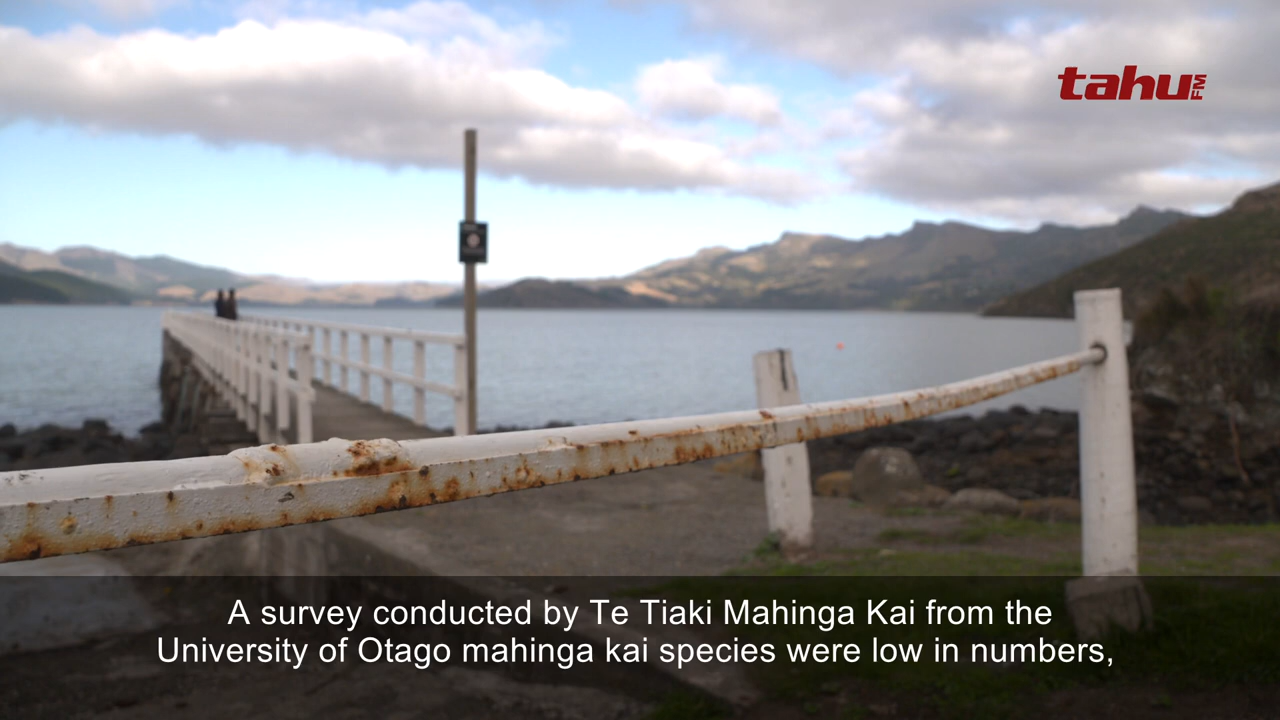 tahu FM
A survey conducted by Te Tiaki Mahinga Kai from the
University of Otago mahinga kai species were low in numbers,